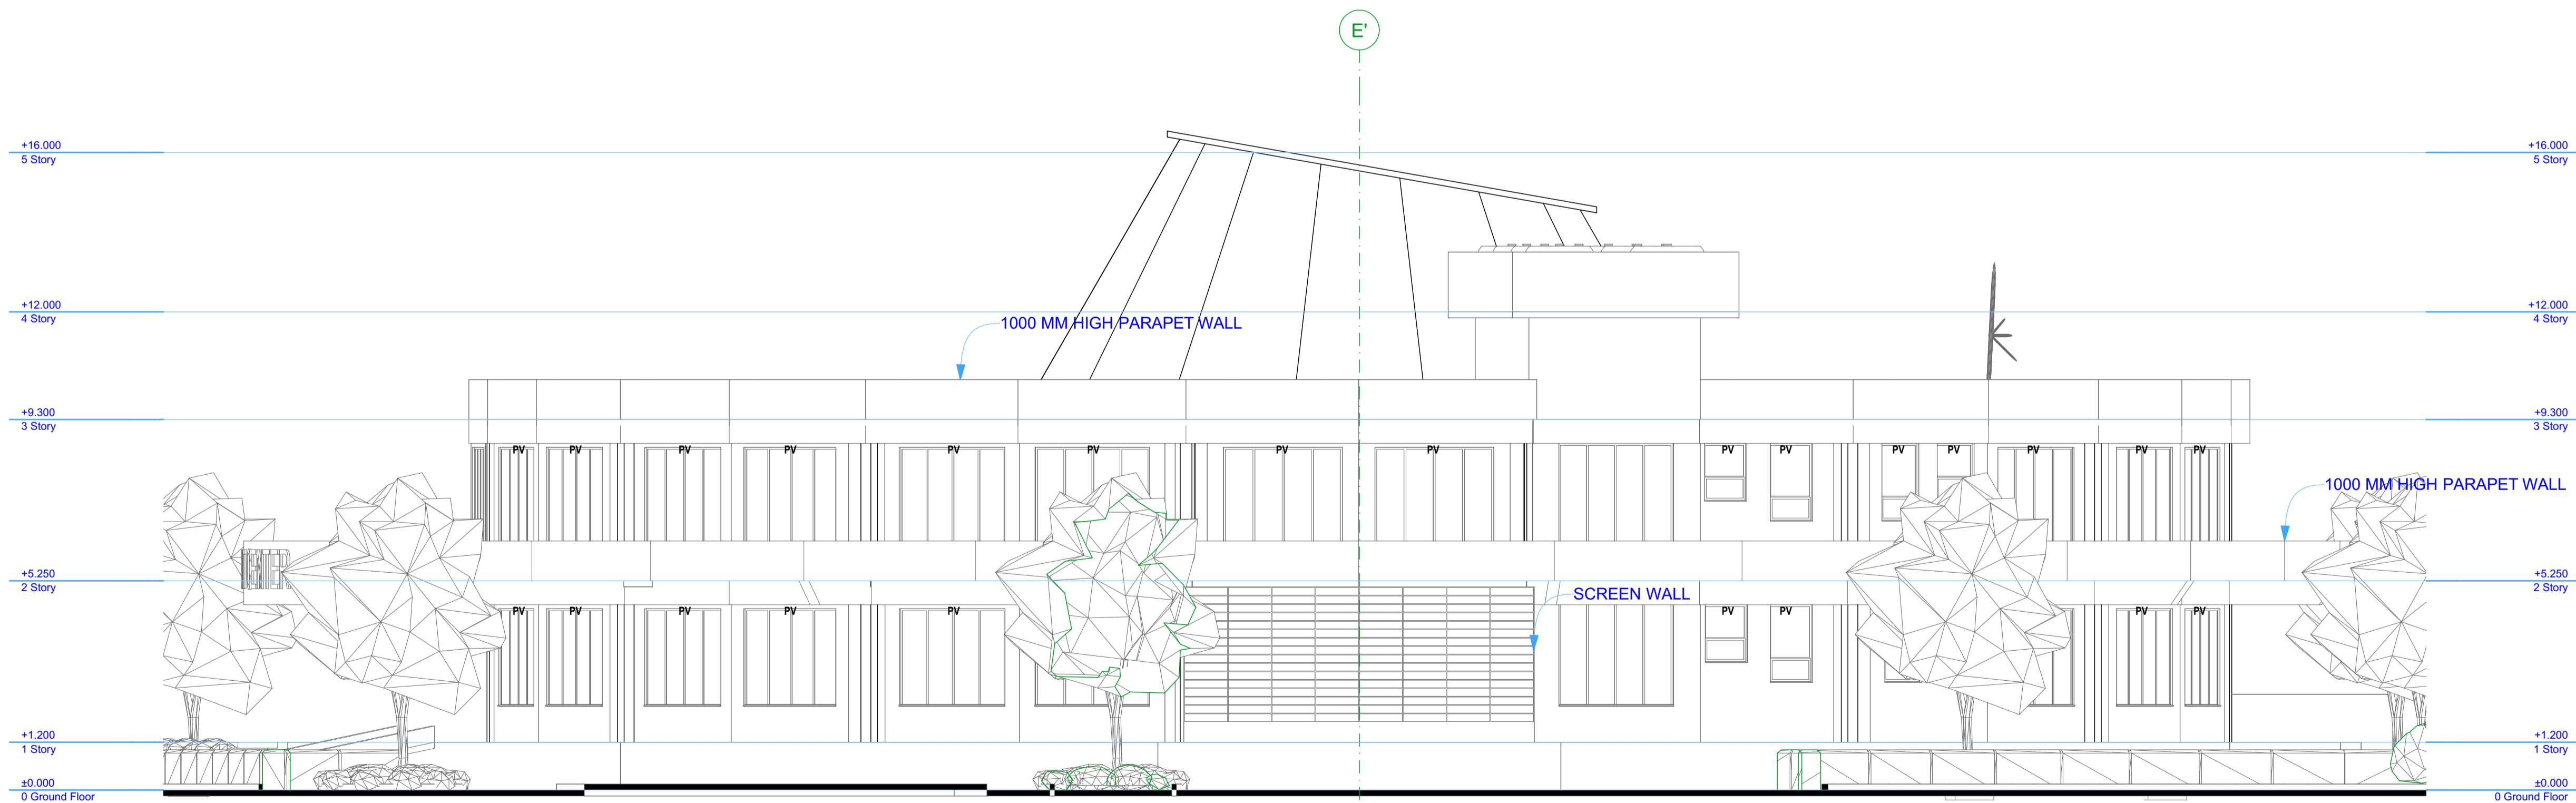 E'
+16.000
5 Story
+16.000
5 Story
+12.000
4 Story
+12.000
4 Story
1000 MM HIGH PARAPET WALL
+9.300
3 Story
+9.300
3 Story
PV PV PV PV PV PV PV PV PV PV PV PV PV PV PV
1000 MM HIGH PARAPET WALL
+5.250
2 Story
+5.250
2 Story
SCREEN WALL
PV PV PV PV PV PV PV PV PV
+1.200
1 Story
+1.200
1 Story
±0.000
0 Ground Floor
±0.000
0 Ground Floor